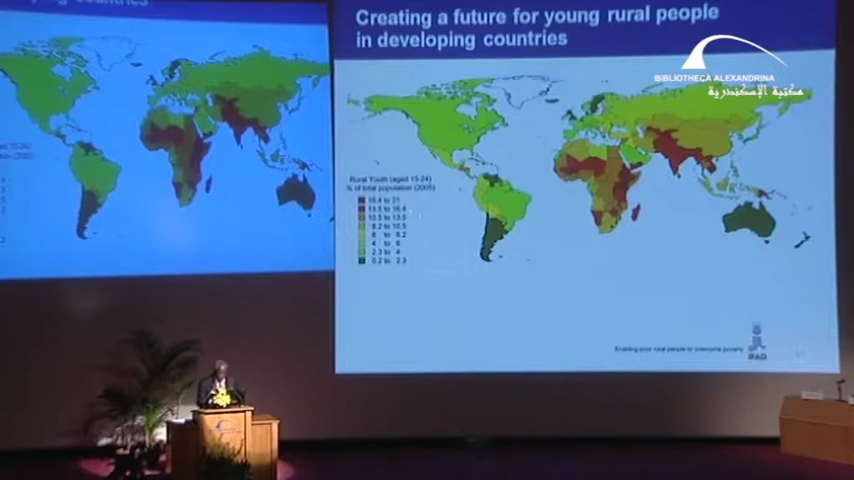 Creating a future for young rural people
in developing countries
BIBLIOTHECA ALEXANDRINA
مكتبة الإسكندرية
Rural Youth (aged 15-24)
% of total population (2005)
16.4 to 21
13.5 to 16.4
10.5 to 13.5
8.2 to 10.5
6 to 8.2
4 to 6
2.3 to 4
0.2 to 2.3
Enabling poor rural people to overcome poverty
IFAD
countries